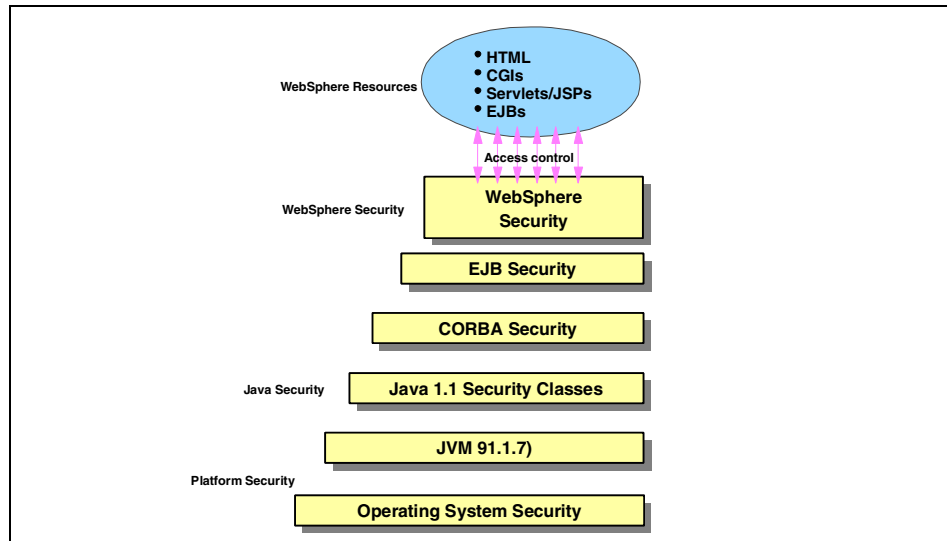 • HTML
• CGIs
WebSphere Resources
• Servlets/JSPs
• EJBs
Access control
WebSphere Security
WebSphere
Security
EJB Security
CORBA Security
Java Security
Java 1.1 Security Classes
JVM 91.1.7)
Platform Security
Operating System Security